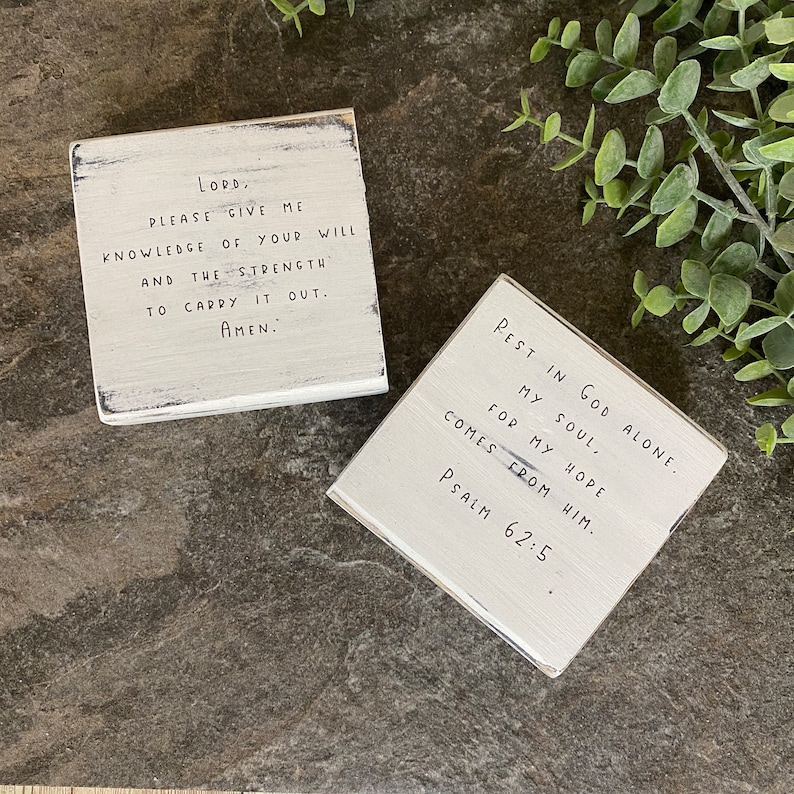 Lord,
please give me
knowledge of your will
and the strength
to carry it out.
Amen.
Rest in God alone,
my soul,
for my hope
comes from him.
Psalm 62:5